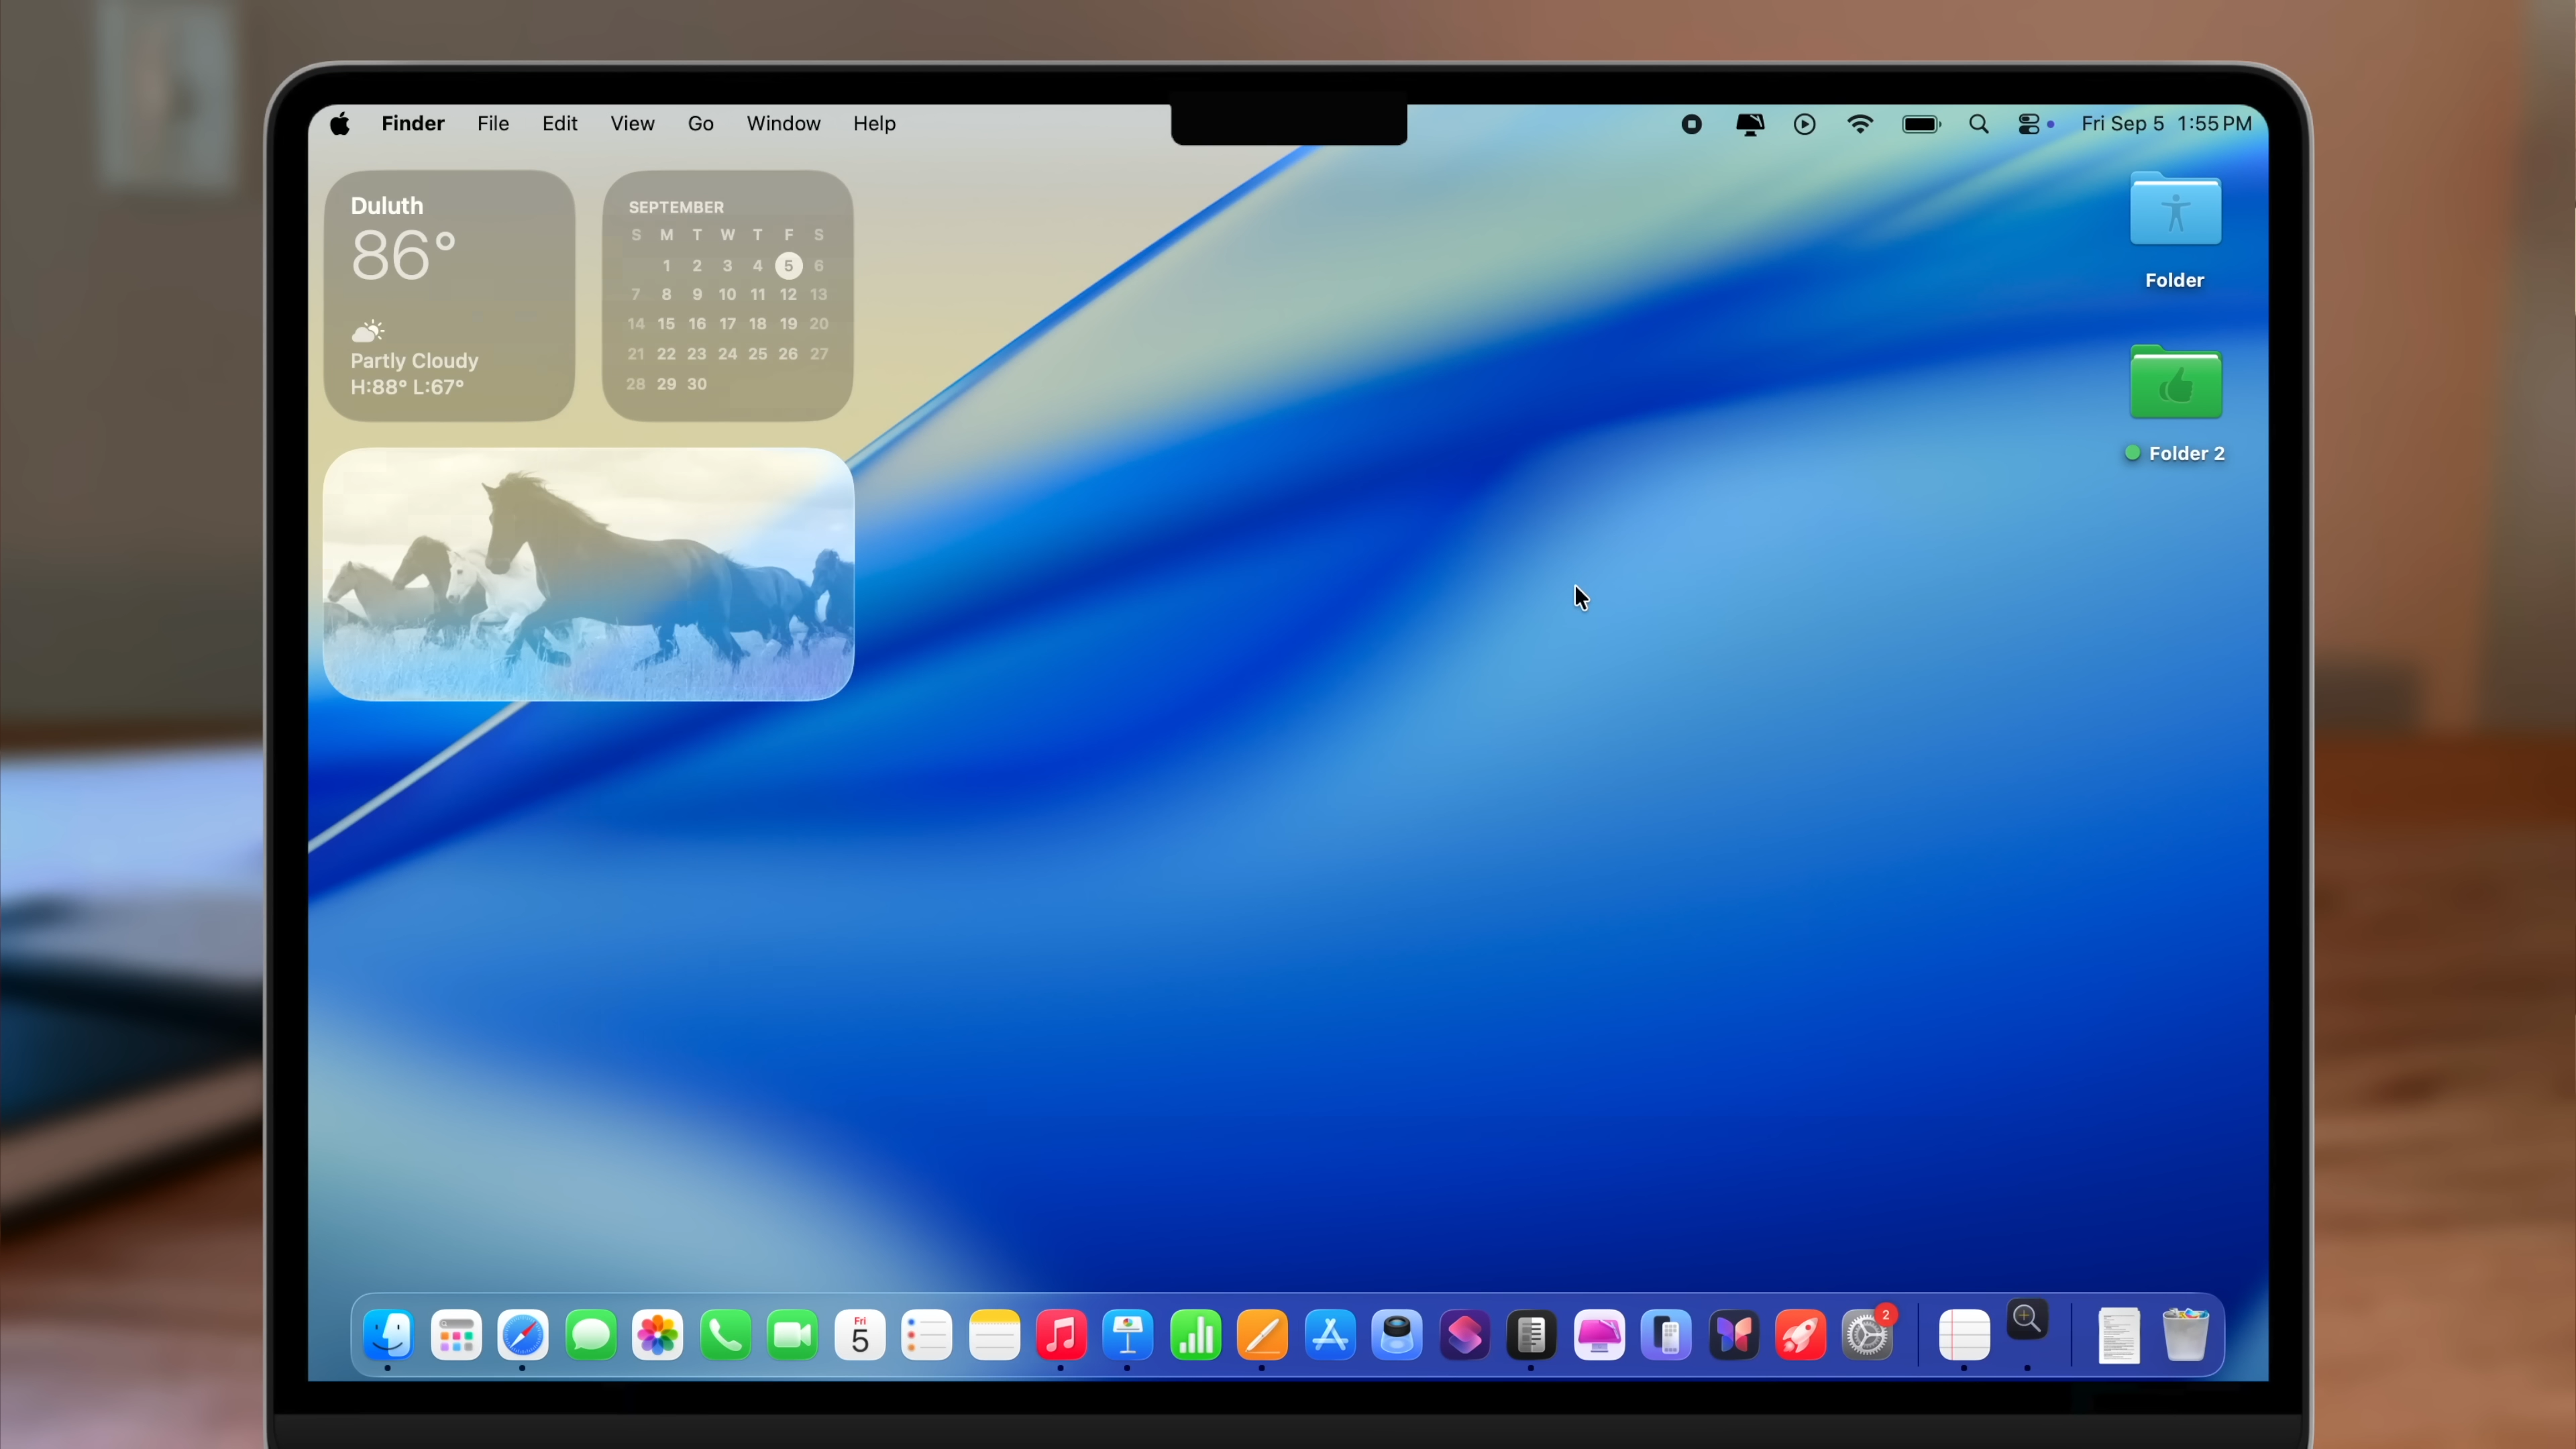 Finder File Edit View Go Window Help
Fri Sep 5 1:55 PM
Duluth
86°
Partly Cloudy
H:88° L:67°
SEPTEMBER
S M T W T F S
1 2 3 4 5 6
7 8 9 10 11 12 13
14 15 16 17 18 19 20
21 22 23 24 25 26 27
28 29 30
Folder
Folder 2
Fri
5
2